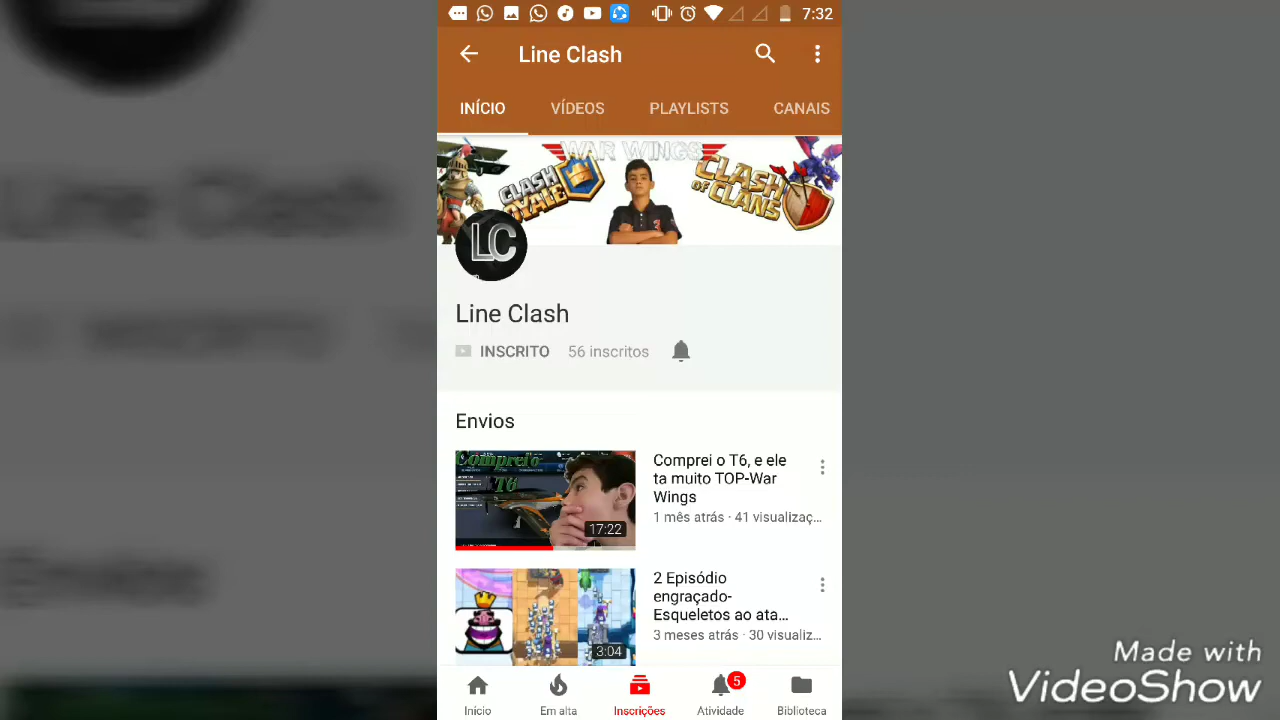 7:32
Line Clash
INÍCIO VÍDEOS PLAYLISTS CANAIS
WAR WINGS
CLASH ROYALE
CLASH OF CLANS
LC
Line Clash
INSCRITO 56 inscritos
Envios
Comprei o T6
17:22
Comprei o T6, e ele
ta muito TOP-War
Wings
1 mês atrás · 41 visualizaç...
3:04
2 Episódio
engraçado-
Esqueletos ao ata...
3 meses atrás · 30 visualiz...
5
Inicio Em alta Inscrições Atividade Biblioteca
Made with
VideoShow